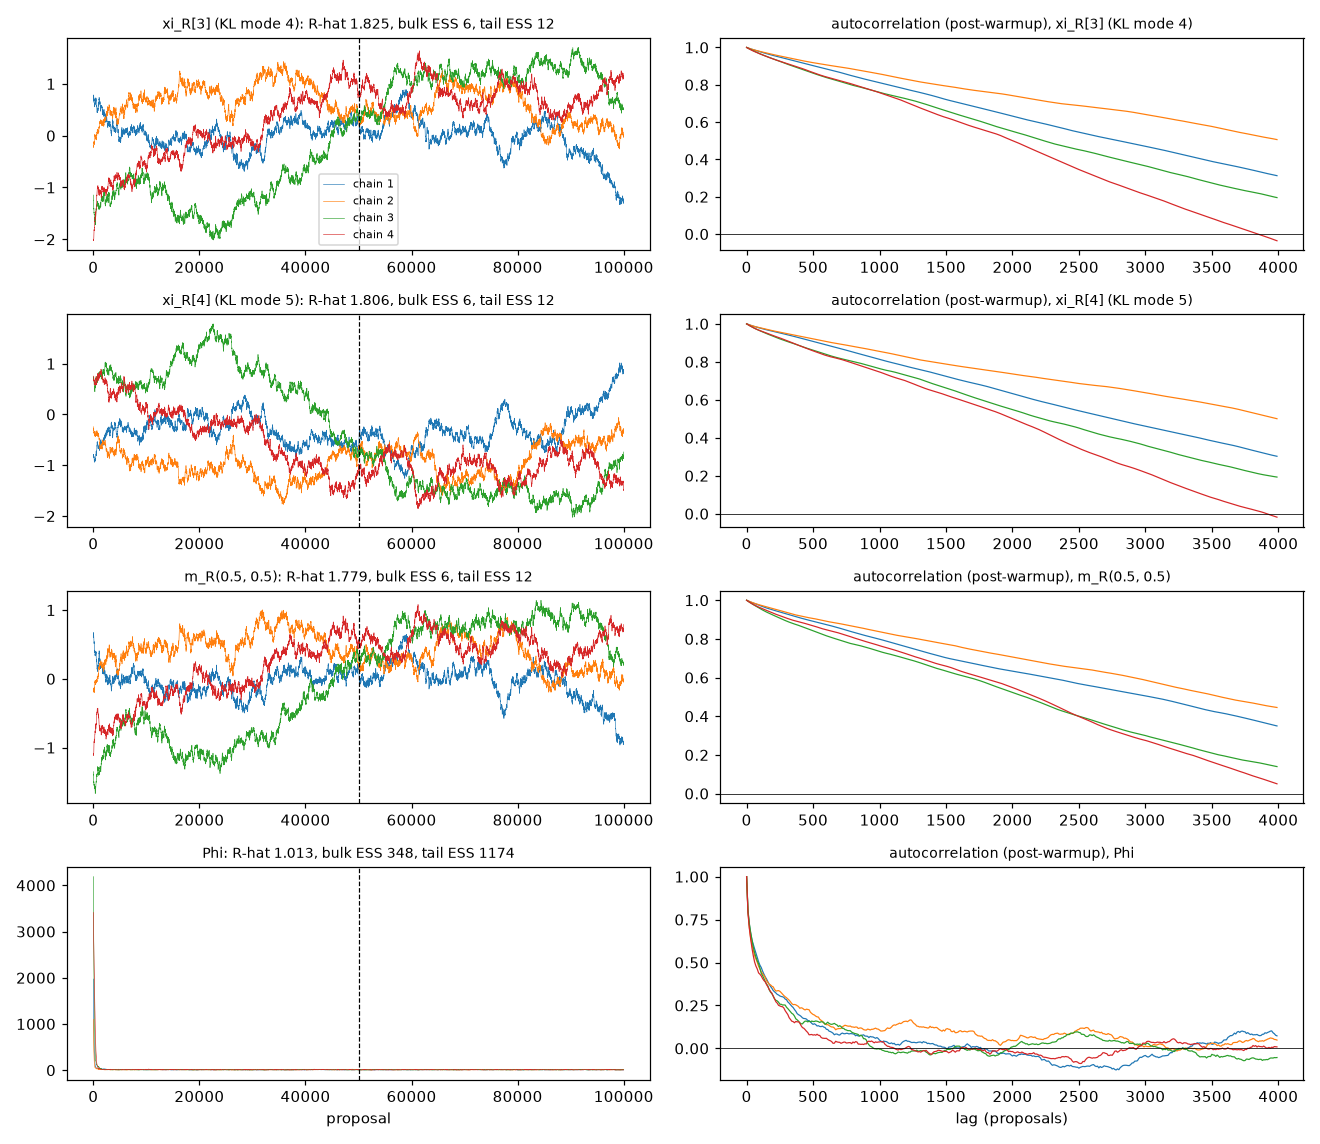 xi_R[3] (KL mode 4): R-hat 1.825, bulk ESS 6, tail ESS 12
1
0
−1
−2
chain 1
chain 2
chain 3
chain 4
0 20000 40000 60000 80000 100000
autocorrelation (post-warmup), xi_R[3] (KL mode 4)
1.0
0.8
0.6
0.4
0.2
0.0
0 500 1000 1500 2000 2500 3000 3500 4000
xi_R[4] (KL mode 5): R-hat 1.806, bulk ESS 6, tail ESS 12
1
0
−1
−2
0 20000 40000 60000 80000 100000
autocorrelation (post-warmup), xi_R[4] (KL mode 5)
1.0
0.8
0.6
0.4
0.2
0.0
0 500 1000 1500 2000 2500 3000 3500 4000
m_R(0.5, 0.5): R-hat 1.779, bulk ESS 6, tail ESS 12
1
0
−1
0 20000 40000 60000 80000 100000
autocorrelation (post-warmup), m_R(0.5, 0.5)
1.0
0.8
0.6
0.4
0.2
0.0
0 500 1000 1500 2000 2500 3000 3500 4000
Phi: R-hat 1.013, bulk ESS 348, tail ESS 1174
4000
3000
2000
1000
0
0 20000 40000 60000 80000 100000
proposal
autocorrelation (post-warmup), Phi
1.00
0.75
0.50
0.25
0.00
0 500 1000 1500 2000 2500 3000 3500 4000
lag (proposals)